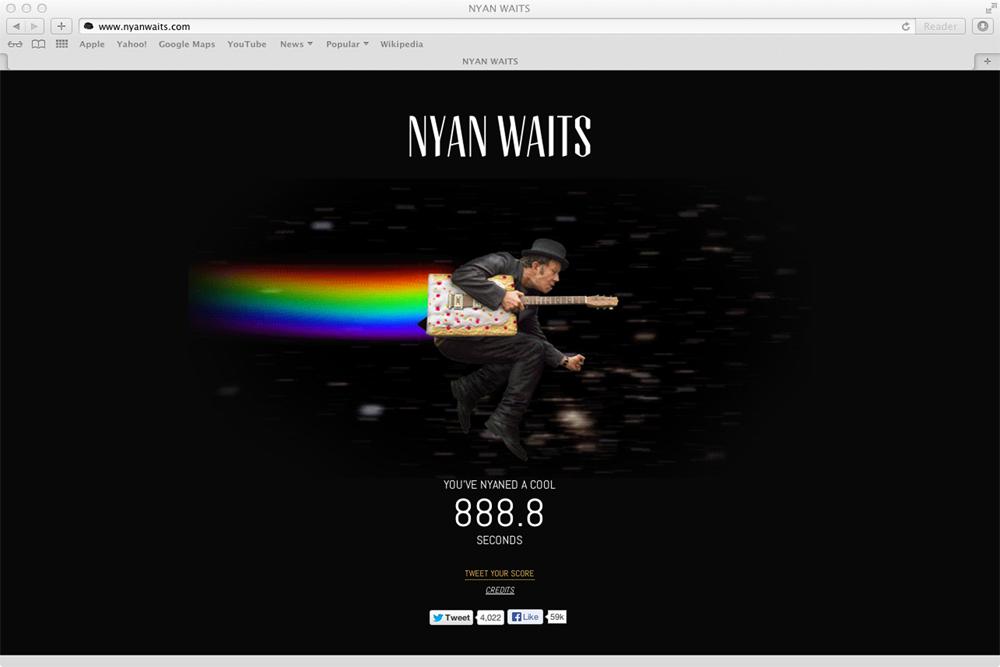 NYAN WAITS
www.nyanwaits.com
Reader
Apple Yahoo! Google Maps YouTube News Popular Wikipedia
NYAN WAITS
NYAN WAITS
YOU'VE NYANED A COOL
888.8
SECONDS
TWEET YOUR SCORE
CREDITS
Tweet 4,022 Like 59k